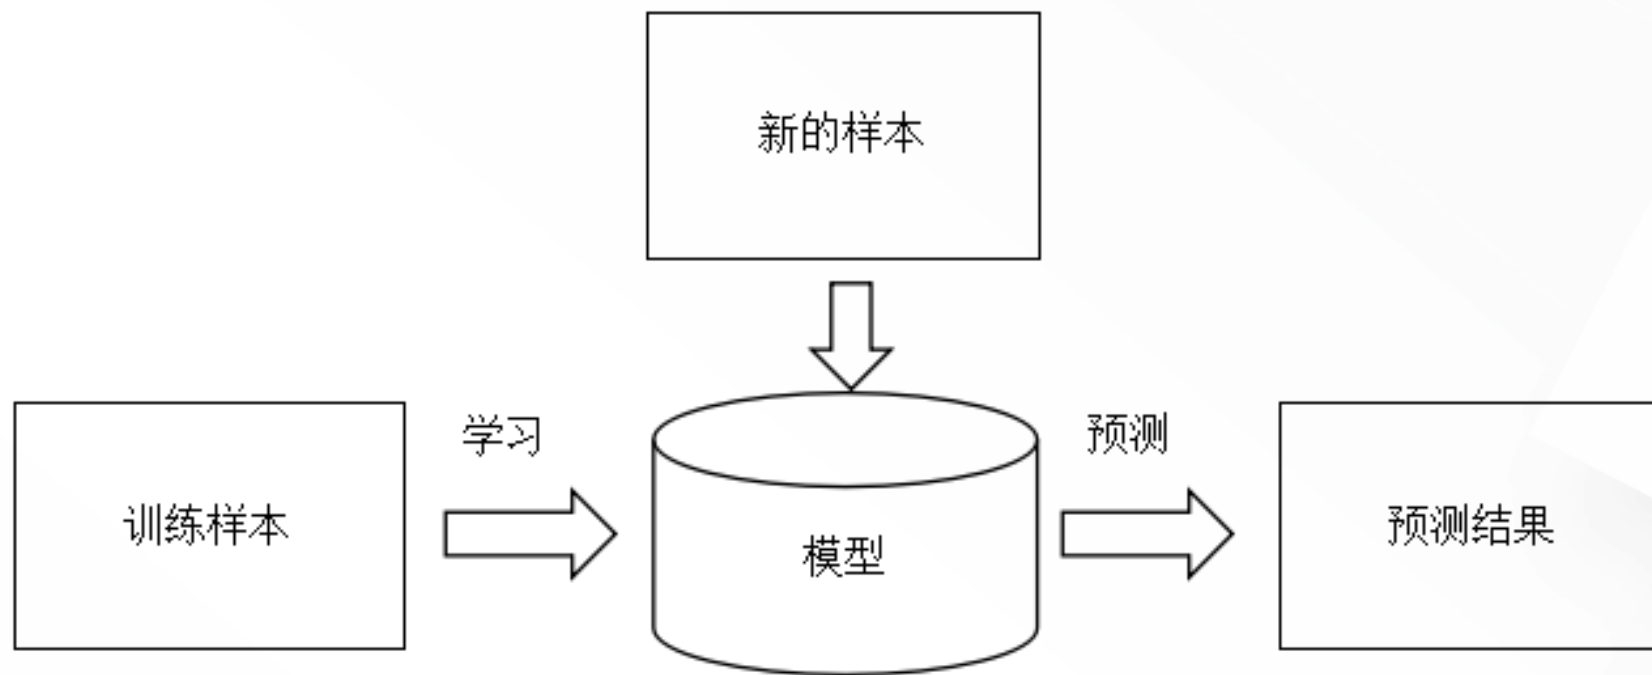 新的样本
学习
预测
训练样本
模型
预测结果